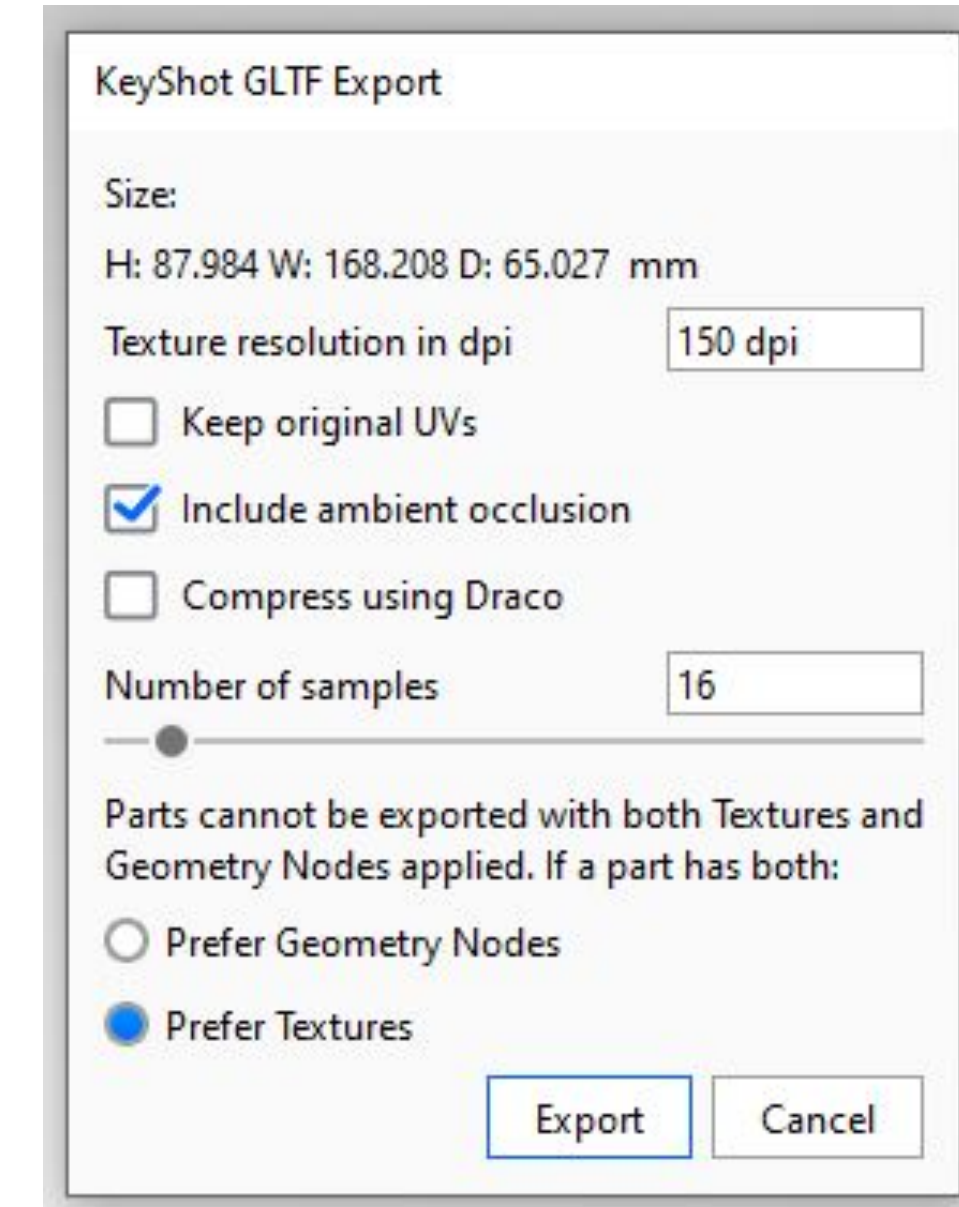 KeyShot GLTF Export
Size:
H: 87.984 W: 168.208 D: 65.027 mm
Texture resolution in dpi 150 dpi
Keep original UVs
Include ambient occlusion
Compress using Draco
Number of samples 16
Parts cannot be exported with both Textures and
Geometry Nodes applied. If a part has both:
Prefer Geometry Nodes
Prefer Textures
Export Cancel